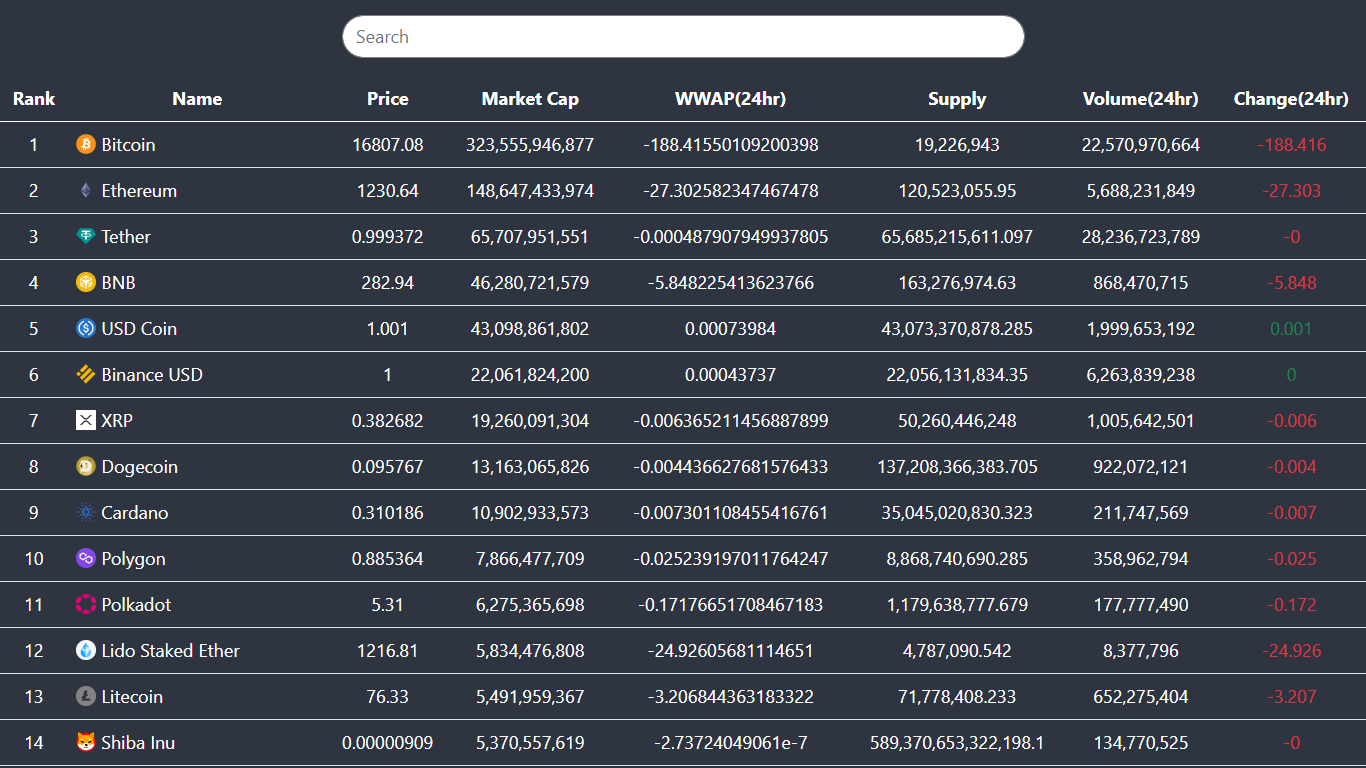 Search
Rank Name Price Market Cap WWAP(24hr) Supply Volume(24hr) Change(24hr)
1 Bitcoin 16807.08 323,555,946,877 -188.41550109200398 19,226,943 22,570,970,664 -188.416
2 Ethereum 1230.64 148,647,433,974 -27.302582347467478 120,523,055.95 5,688,231,849 -27.303
3 Tether 0.999372 65,707,951,551 -0.000487907949937805 65,685,215,611.097 28,236,723,789 -0
4 BNB 282.94 46,280,721,579 -5.848225413623766 163,276,974.63 868,470,715 -5.848
5 USD Coin 1.001 43,098,861,802 0.00073984 43,073,370,878.285 1,999,653,192 0.001
6 Binance USD 1 22,061,824,200 0.00043737 22,056,131,834.35 6,263,839,238 0
7 XRP 0.382682 19,260,091,304 -0.006365211456887899 50,260,446,248 1,005,642,501 -0.006
8 Dogecoin 0.095767 13,163,065,826 -0.004436627681576433 137,208,366,383.705 922,072,121 -0.004
9 Cardano 0.310186 10,902,933,573 -0.007301108455416761 35,045,020,830.323 211,747,569 -0.007
10 Polygon 0.885364 7,866,477,709 -0.025239197011764247 8,868,740,690.285 358,962,794 -0.025
11 Polkadot 5.31 6,275,365,698 -0.17176651708467183 1,179,638,777.679 177,777,490 -0.172
12 Lido Staked Ether 1216.81 5,834,476,808 -24.92605681114651 4,787,090.542 8,377,796 -24.926
13 Litecoin 76.33 5,491,959,367 -3.206844363183322 71,778,408.233 652,275,404 -3.207
14 Shiba Inu 0.00000909 5,370,557,619 -2.73724049061e-7 589,370,653,322,198.1 134,770,525 -0